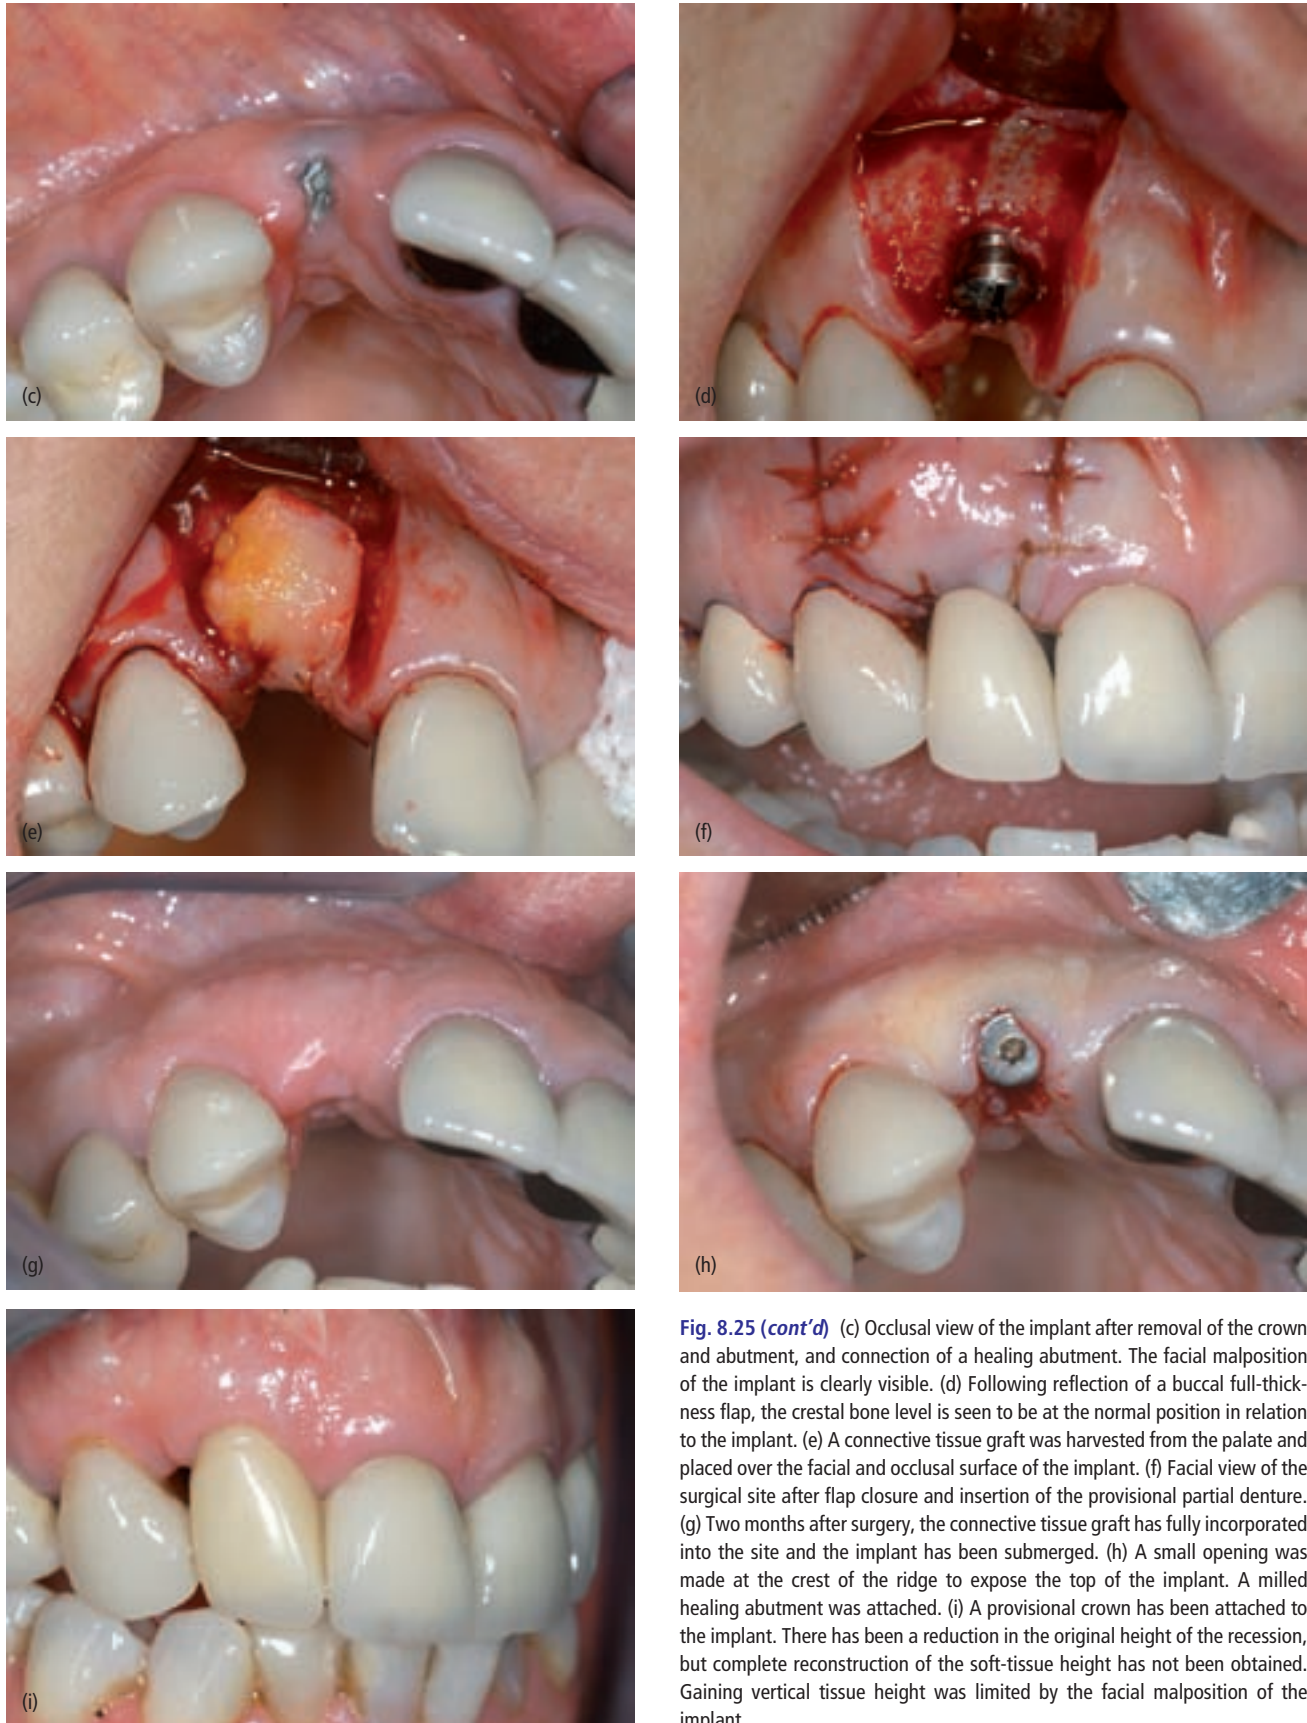 (c)
(d)
(e)
(f)
(g)
(h)
(i)
Fig. 8.25 (cont'd) (c) Occlusal view of the implant after removal of the crown
and abutment, and connection of a healing abutment. The facial malposition
of the implant is clearly visible. (d) Following reflection of a buccal full-thick-
ness flap, the crestal bone level is seen to be at the normal position in relation
to the implant. (e) A connective tissue graft was harvested from the palate and
placed over the facial and occlusal surface of the implant. (f) Facial view of the
surgical site after flap closure and insertion of the provisional partial denture.
(g) Two months after surgery, the connective tissue graft has fully incorporated
into the site and the implant has been submerged. (h) A small opening was
made at the crest of the ridge to expose the top of the implant. A milled
healing abutment was attached. (i) A provisional crown has been attached to
the implant. There has been a reduction in the original height of the recession,
but complete reconstruction of the soft-tissue height has not been obtained.
Gaining vertical tissue height was limited by the facial malposition of the
implant